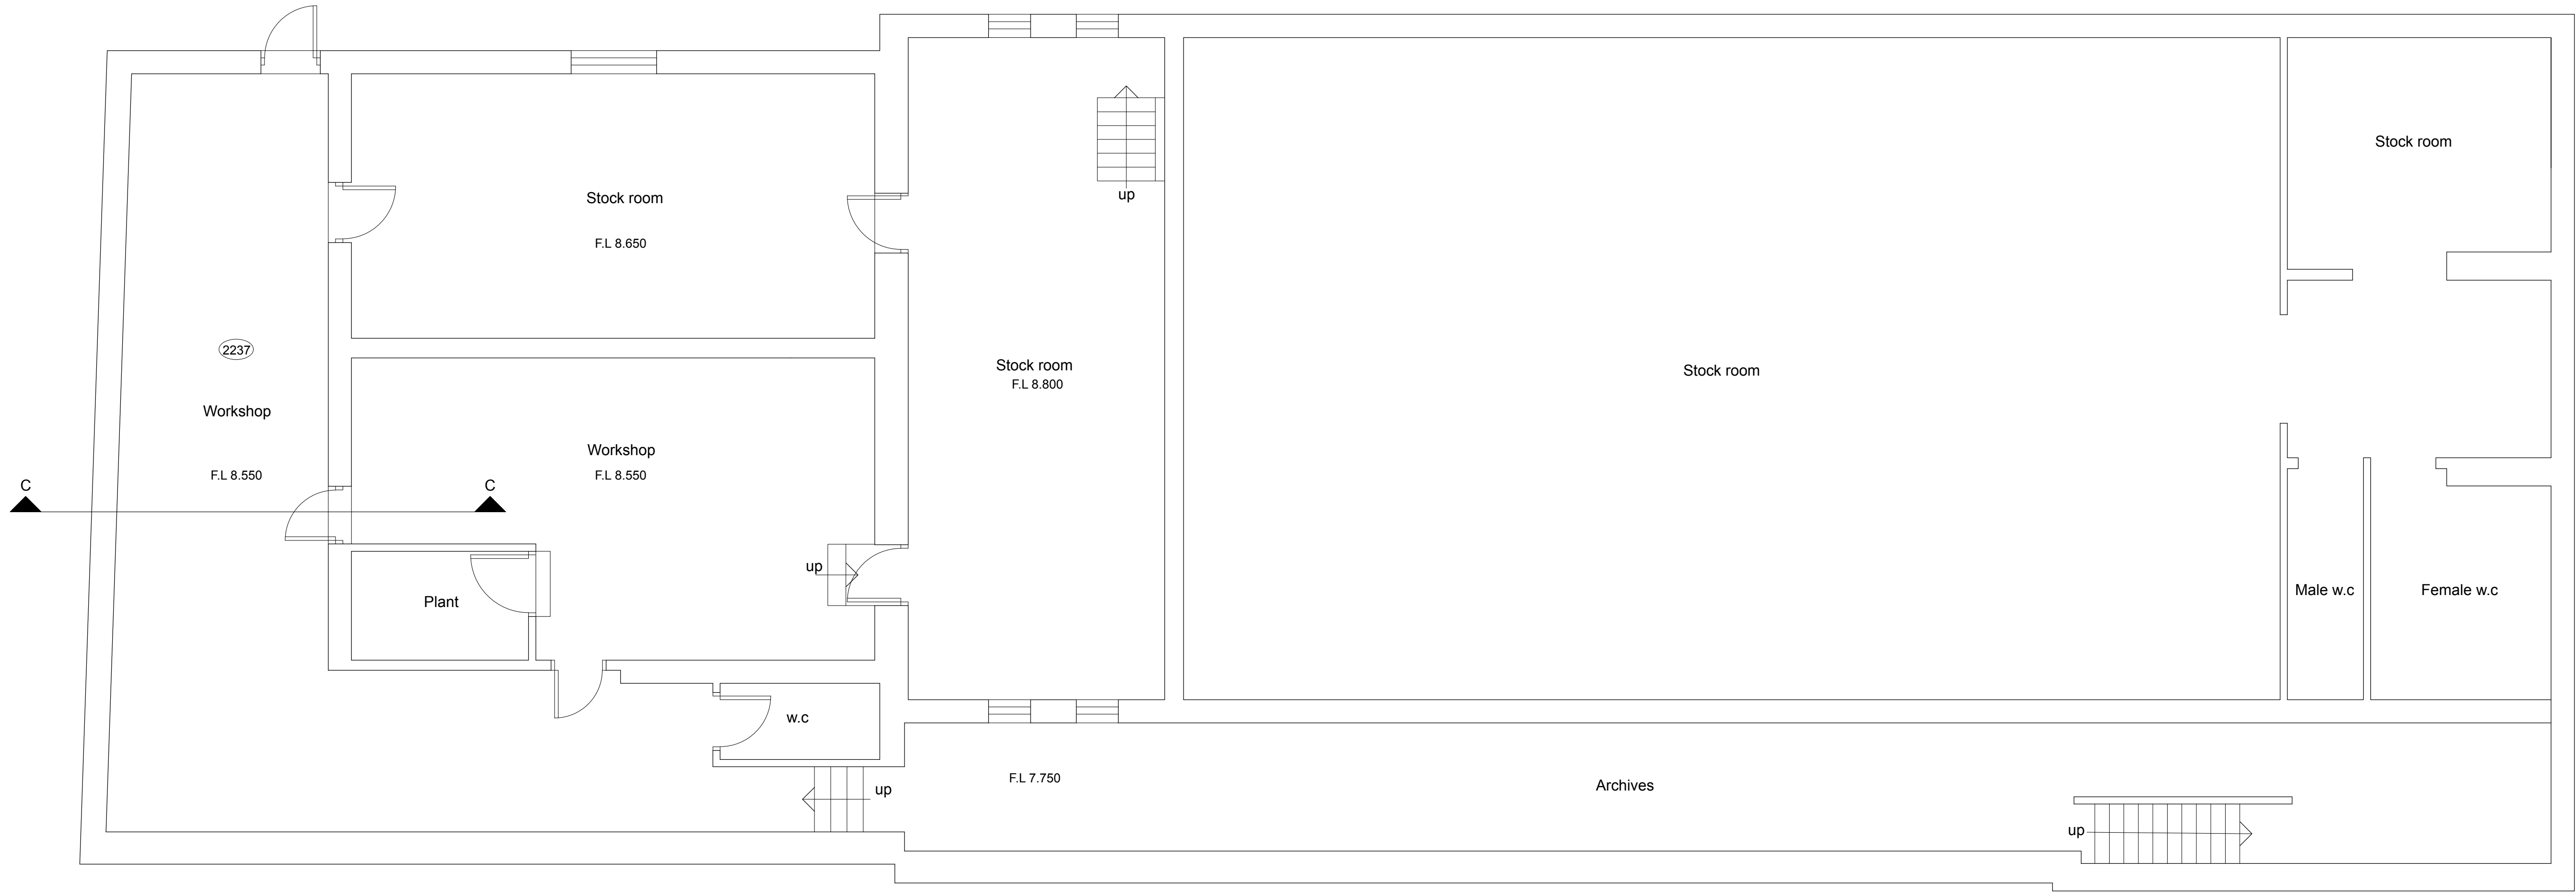 Stock room
up
Stock room
F.L 8.650
2237
Stock room
F.L 8.800
Stock room
Workshop
F.L 8.550
Workshop
F.L 8.550
C
C
up
Plant
Male w.c
Female w.c
w.c
F.L 7.750
up
Archives
up